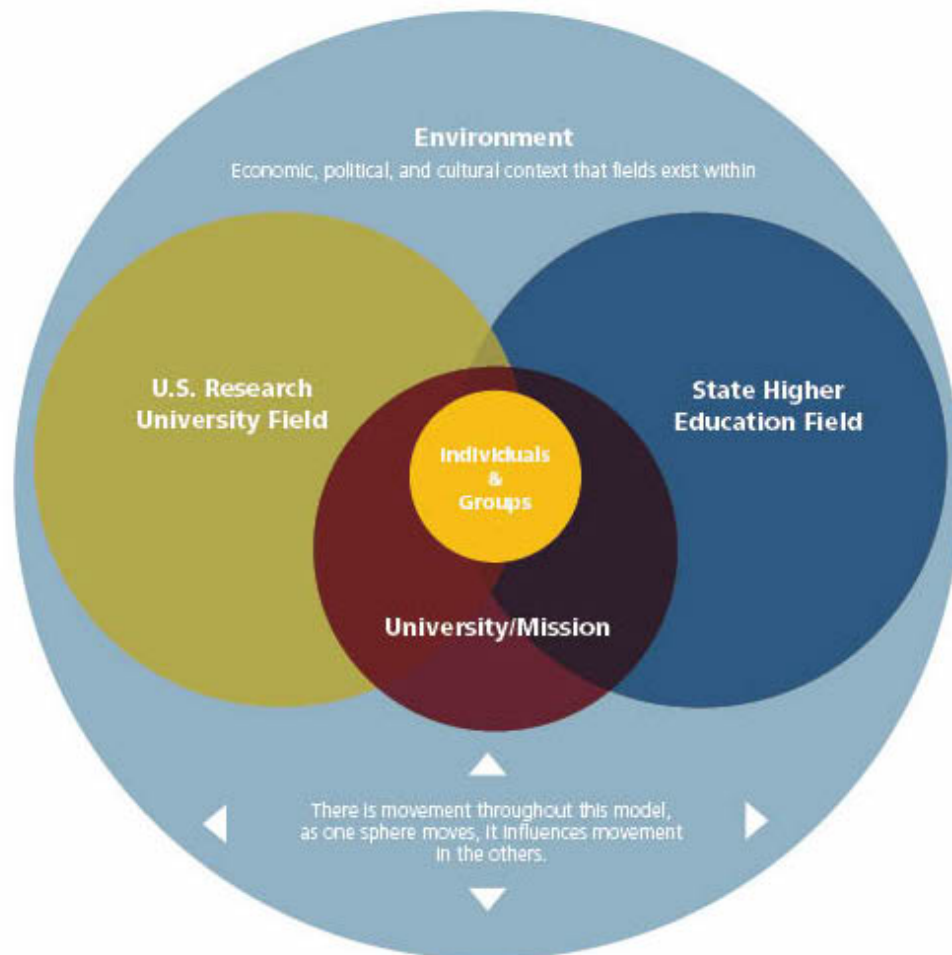 Environment
Economic, political, and cultural context that fields exist within
U.S. Research
University Field
State Higher
Education Field
Individuals
&
Groups
University/Mission
There is movement throughout this model,
as one sphere moves, it influences movement
in the others.